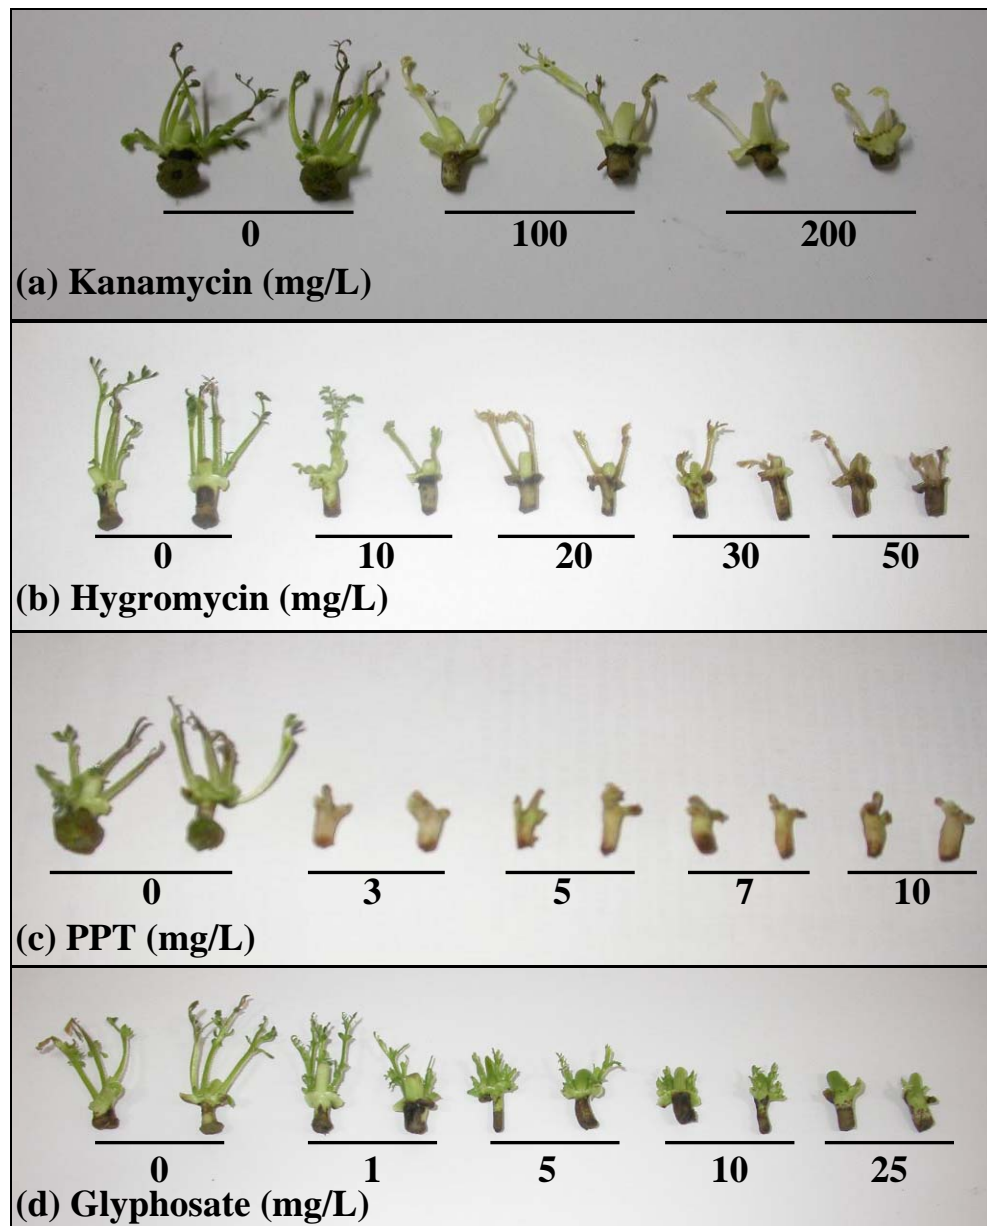 0 100 200
(a) Kanamycin (mg/L)
0 10 20 30 50
(b) Hygromycin (mg/L)
0 3 5 7 10
(c) PPT (mg/L)
0 1 5 10 25
(d) Glyphosate (mg/L)